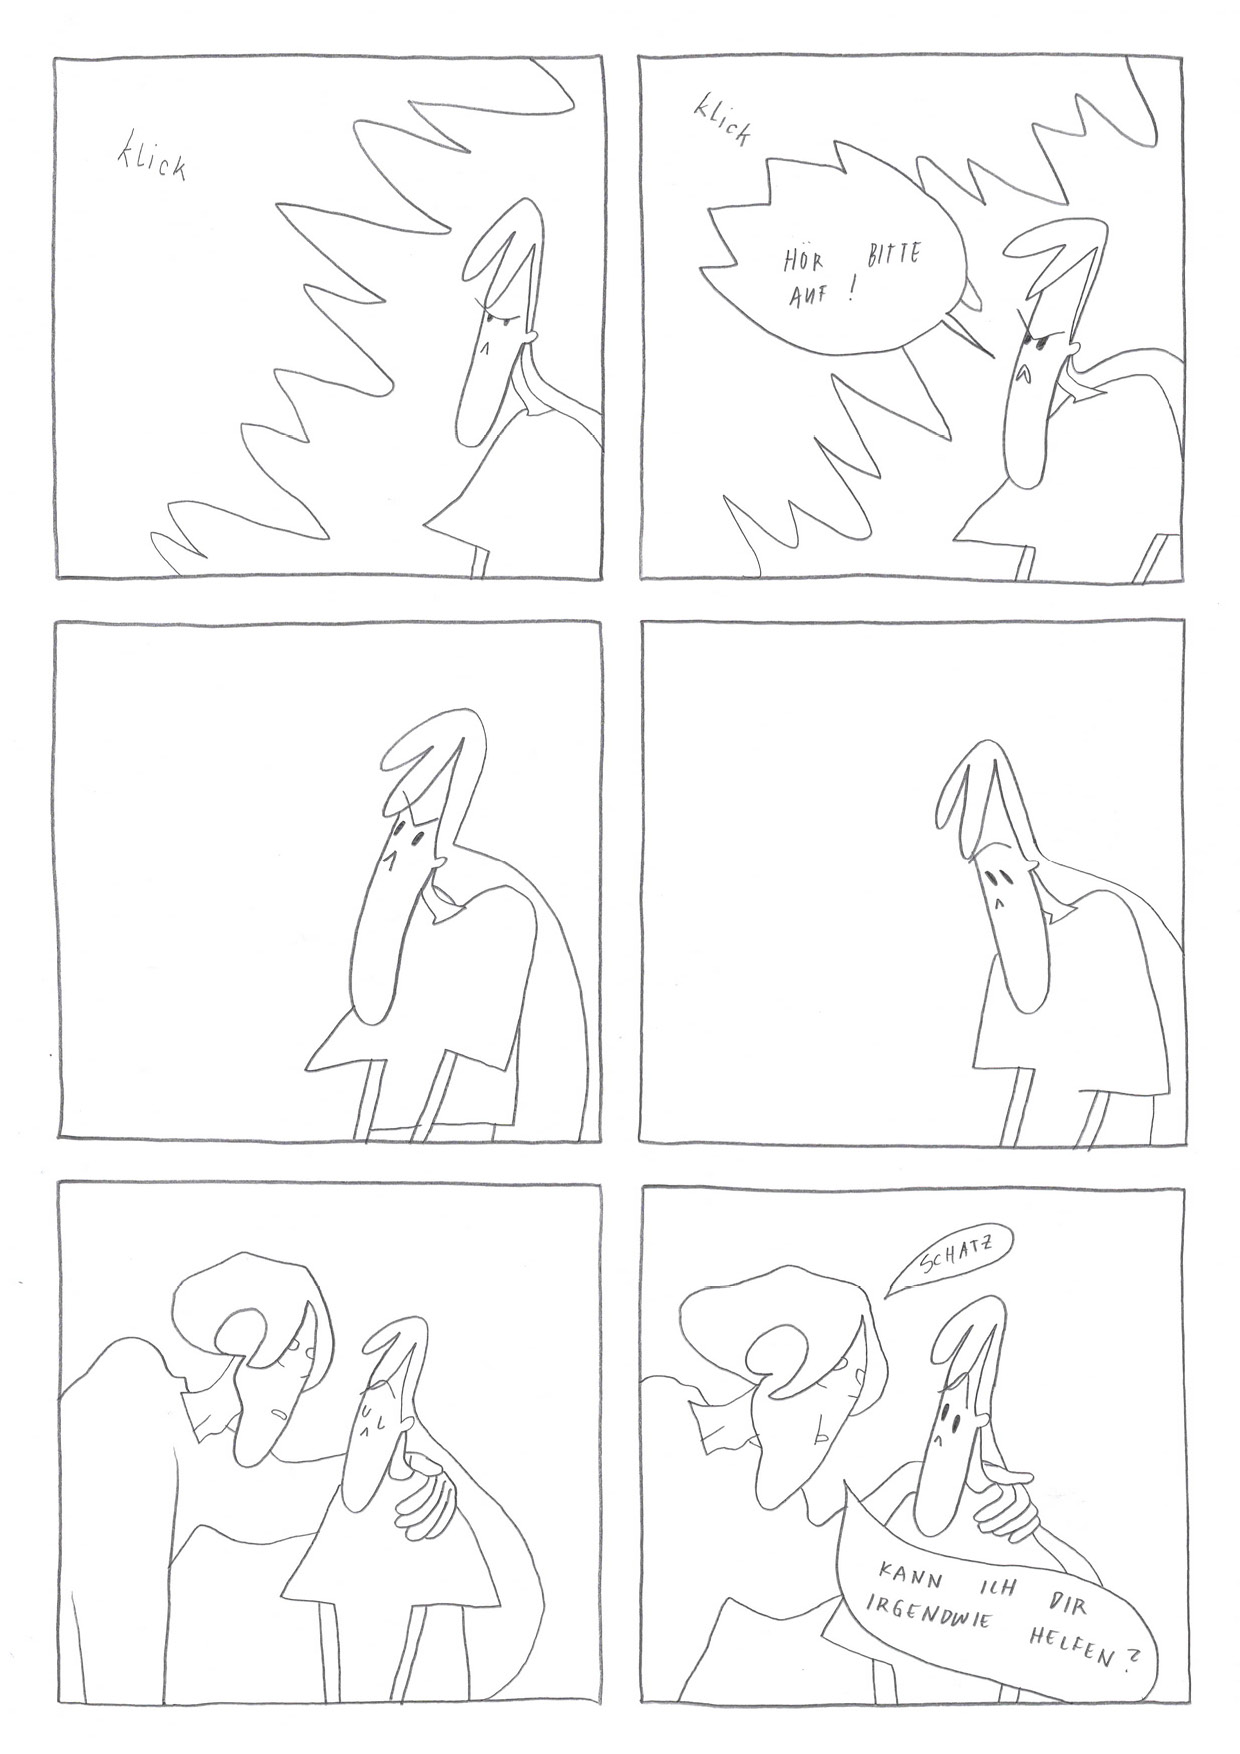 klick
klick
HÖR BITTE
AUF !
SCHATZ
KANN ICH DIR
IRGENDWIE HELFEN ?